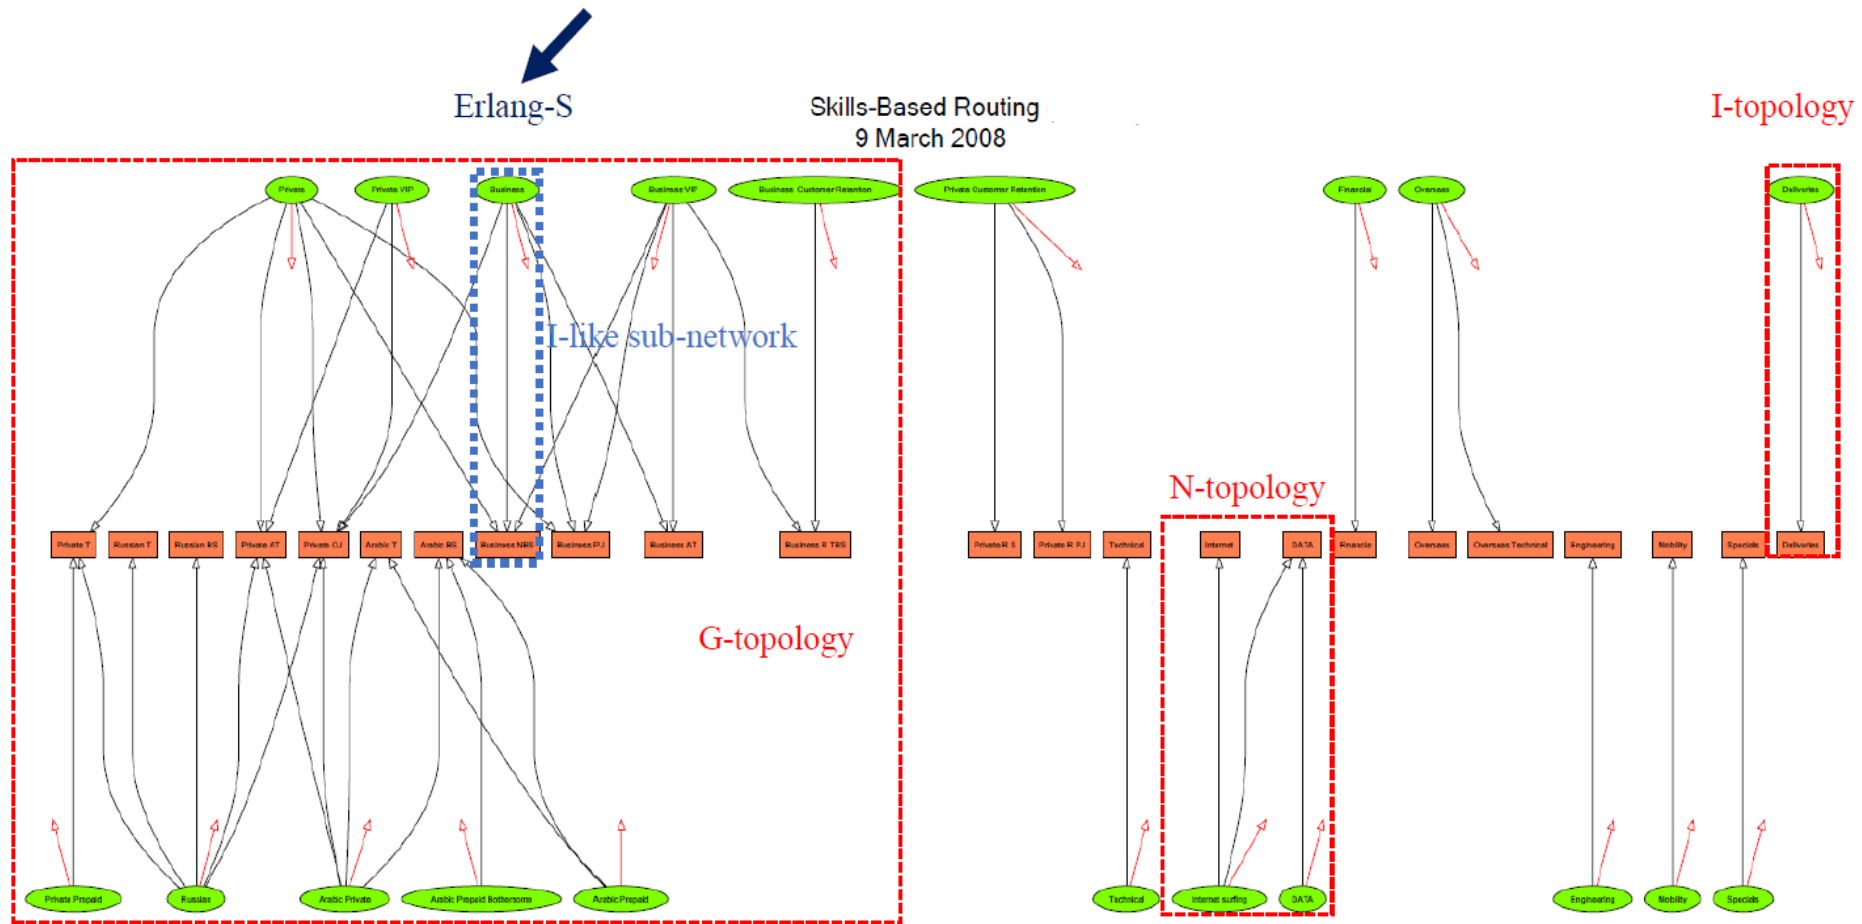 Erlang-S
Skills-Based Routing
9 March 2008
I-topology
Private
Private VIP
Business
Business VIP
Business Customer Retention
Private Customer Retention
Financial
Overseas
Deliveries
I-like sub-network
N-topology
Private T
Russian T
Russian RS
Private AT
Private CU
Arabic T
Arabic RS
Business NRS
Business PJ
Business AT
Business R TRS
Private R S
Private R PJ
Technical
Internet
DATA
Financia
Overseas
Overseas Technical
Engineering
Mobility
Specials
Deliveries
G-topology
Private Prepaid
Russian
Arabic Private
Arabic Prepaid Bothersome
Arabic Prepaid
Technical
Internet surfing
DATA
Engineering
Mobility
Specials